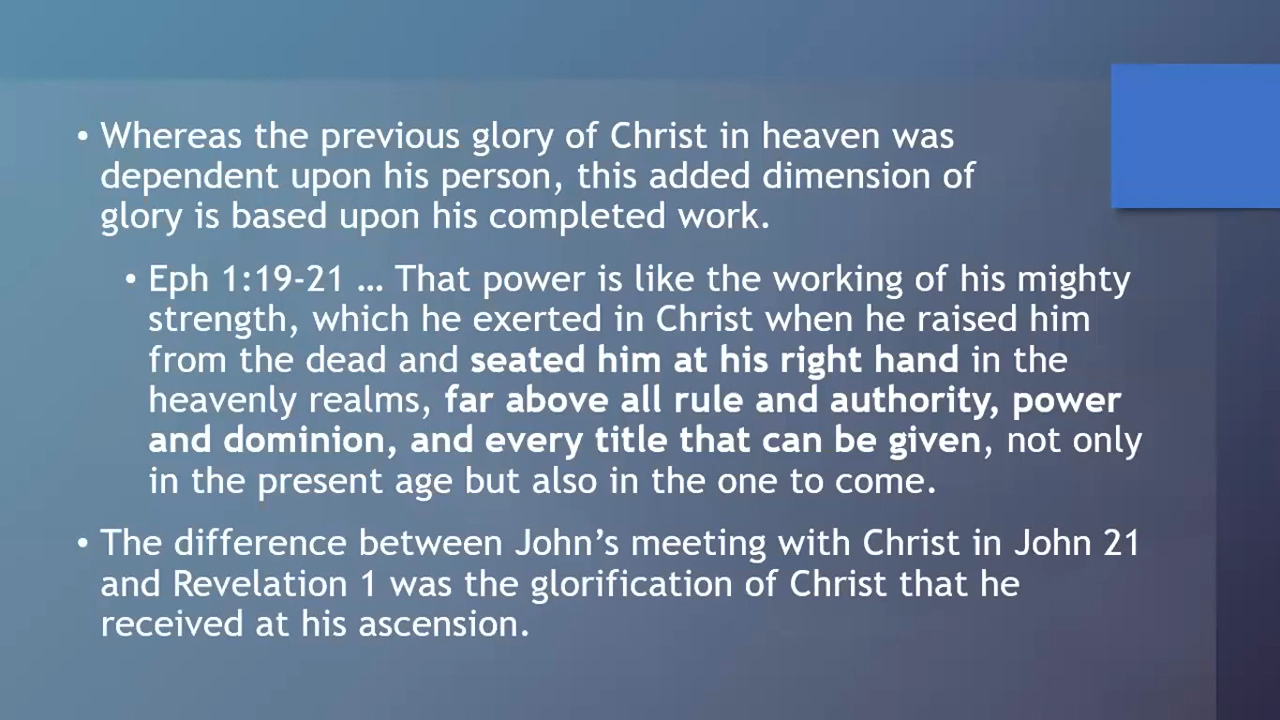 • Whereas the previous glory of Christ in heaven was
dependent upon his person, this added dimension of
glory is based upon his completed work.
• Eph 1:19-21 … That power is like the working of his mighty
strength, which he exerted in Christ when he raised him
from the dead and seated him at his right hand in the
heavenly realms, far above all rule and authority, power
and dominion, and every title that can be given, not only
in the present age but also in the one to come.
• The difference between John’s meeting with Christ in John 21
and Revelation 1 was the glorification of Christ that he
received at his ascension.